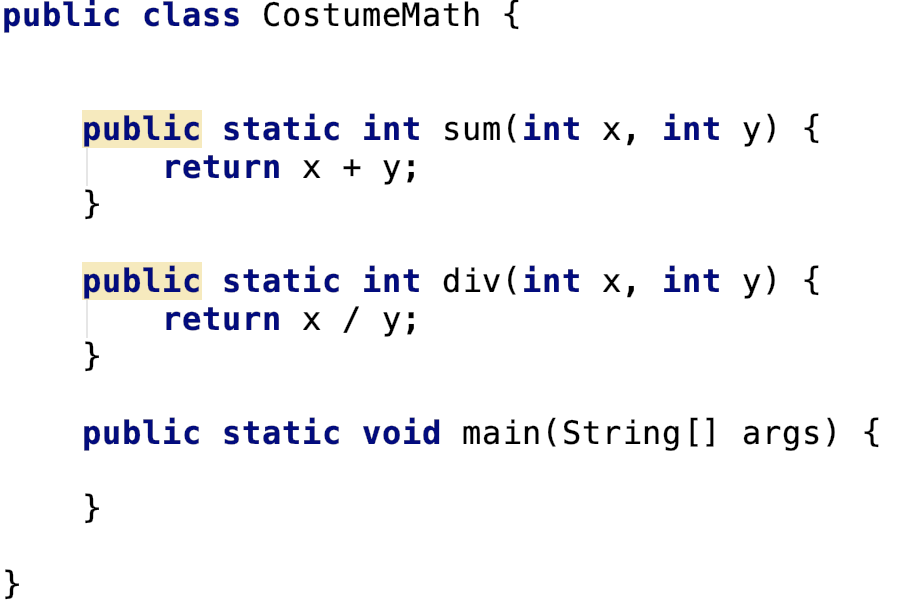 public class CostumeMath {
    public static int sum(int x, int y) {
        return x + y;
    }
    public static int div(int x, int y) {
        return x / y;
    }
    public static void main(String[] args) {
    }
}